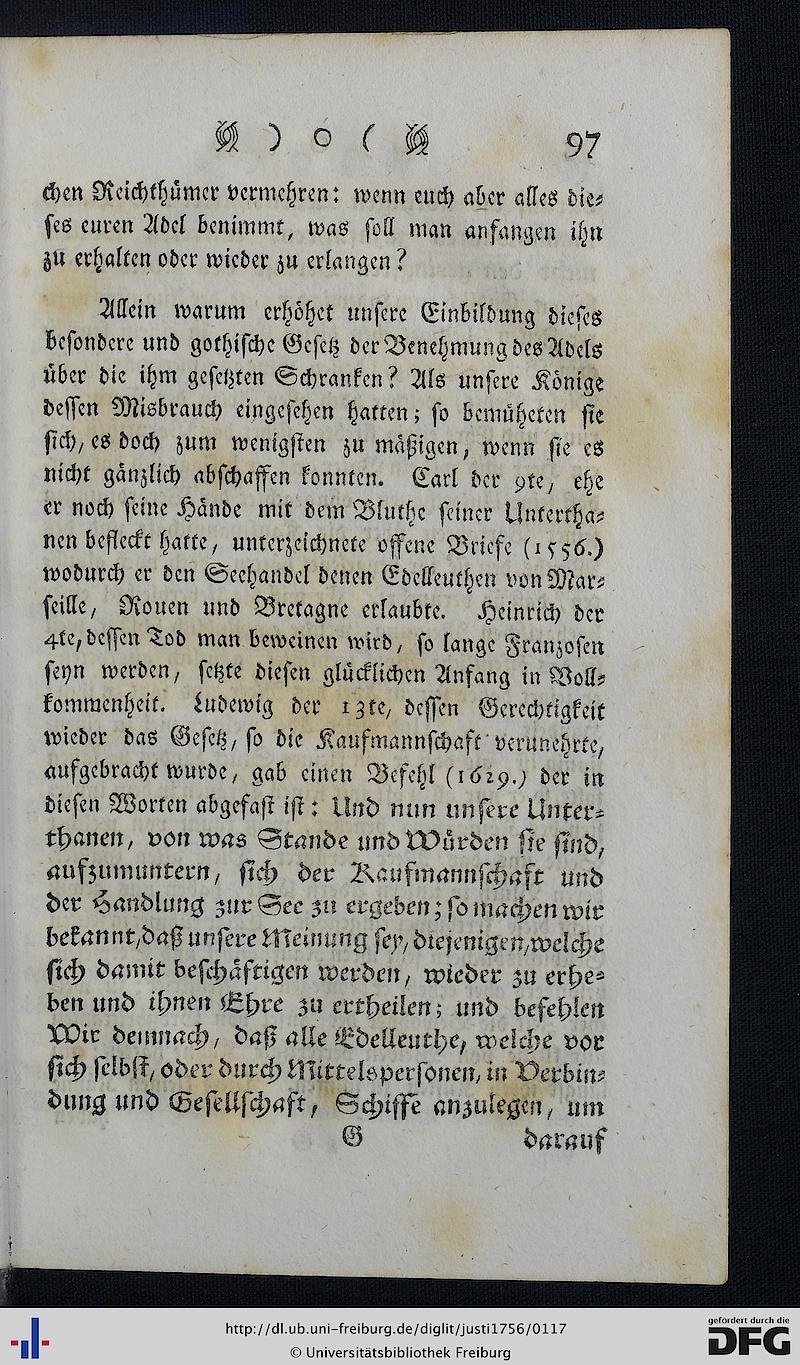 ) o ( 97
chen Reichthümer vermehren: wenn euch aber alles die-
ses euren Adel benimmt, was soll man anfangen ihn
zu erhalten oder wieder zu erlangen?
Allein warum erhöhet unsere Einbildung dieses
besondere und gothische Gesetz der Benehmung des Adels
über die ihm gesetzten Schranken? Als unsere Könige
dessen Misbrauch eingesehen hatten; so bemüheten sie
sich, es doch zum wenigsten zu mäßigen, wenn sie es
nicht gänzlich abschaffen konnten. Carl der 9te, ehe
er noch seine Hände mit dem Bluthe seiner Untertha-
nen befleckt hatte, unterzeichnete offene Briefe (1556.)
wodurch er den Seehandel denen Edelleuthen von Mar-
seille, Rouen und Bretagne erlaubte. Heinrich der
4te, dessen Tod man beweinen wird, so lange Franzosen
seyn werden, setzte diesen glücklichen Anfang in Voll-
kommenheit. Ludewig der 13te, dessen Gerechtigkeit
wieder das Gesetz, so die Kaufmannschaft verunehrte,
aufgebracht wurde, gab einen Befehl (1629.) der in
diesen Worten abgefast ist: Und nun unsere Unter-
thanen, von was Stande und Würden sie sind,
aufzumuntern, sich der Kaufmannschaft und
der Handlung zur See zu ergeben; so machen wir
bekannt, daß unsere Meinung sey, diejenigen, welche
sich damit beschäftigen werden, wieder zu erhe-
ben und ihnen Ehre zu ertheilen; und befehlen
Wir demnach, daß alle Edelleuthe, welche vor
sich selbst, oder durch Mittelspersonen, in Verbin-
dung und Gesellschaft, Schiffe anzulegen, um
G darauf
http://dl.ub.uni-freiburg.de/diglit/justi1756/0117
© Universitätsbibliothek Freiburg
gefördert durch die
DFG